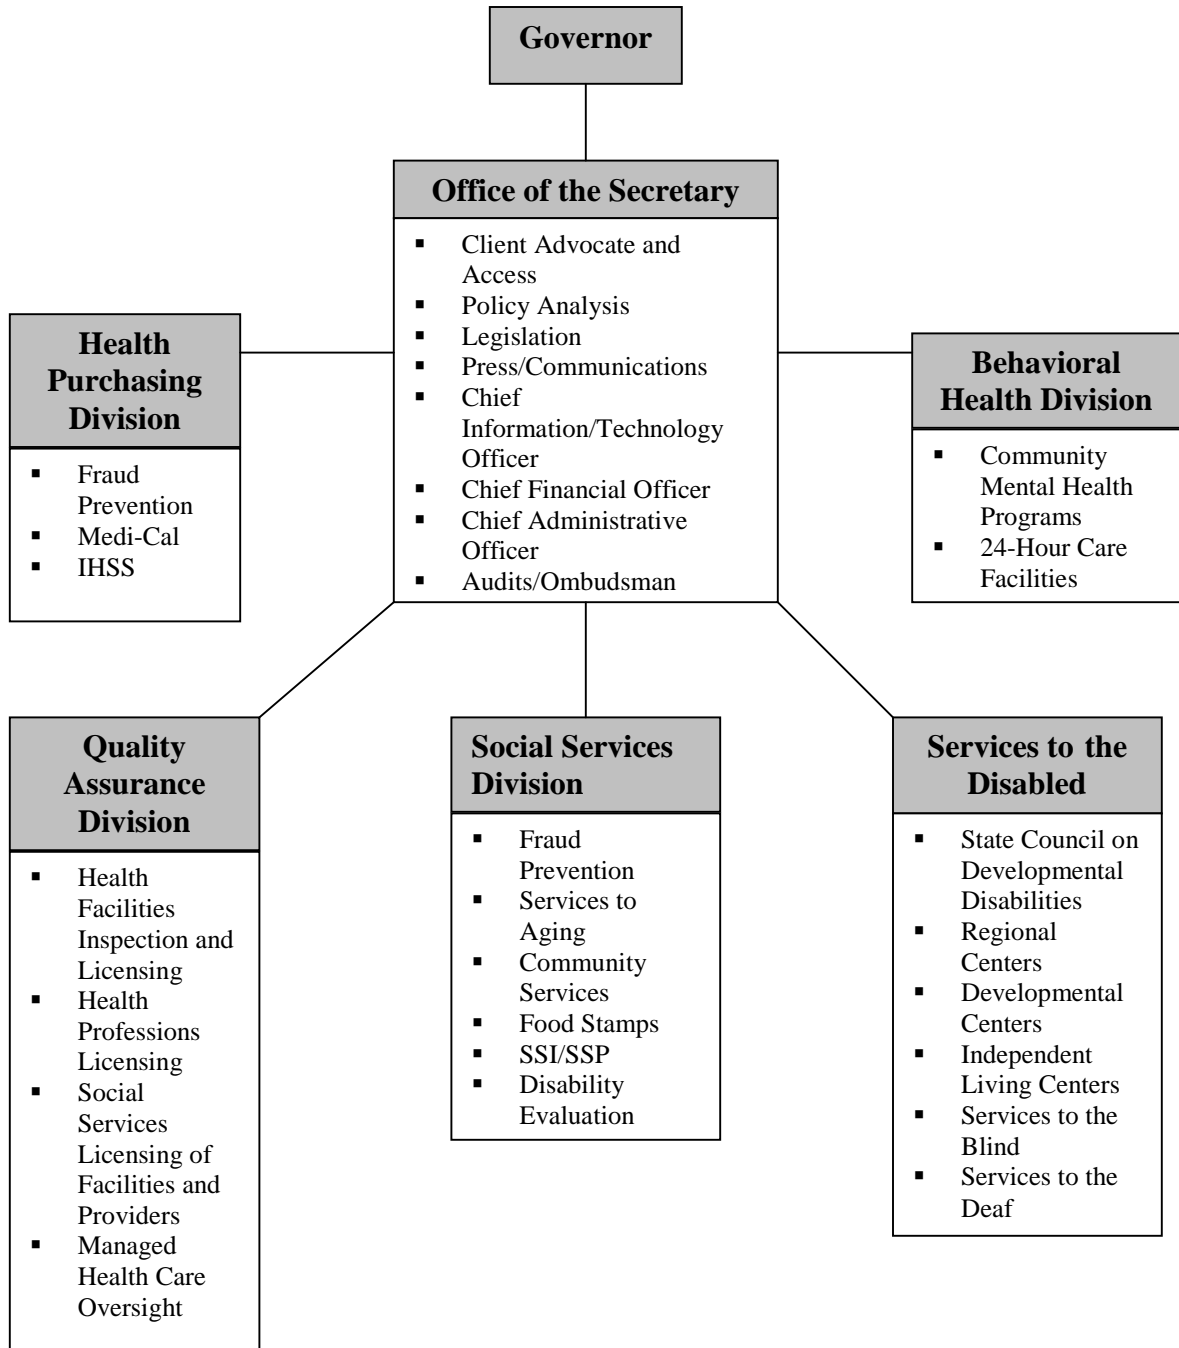 Governor
Office of the Secretary
▪ Client Advocate and
Access
▪ Policy Analysis
▪ Legislation
▪ Press/Communications
▪ Chief
Information/Technology
Officer
▪ Chief Financial Officer
▪ Chief Administrative
Officer
▪ Audits/Ombudsman
Health
Purchasing
Division
▪ Fraud
Prevention
▪ Medi-Cal
▪ IHSS
Behavioral
Health Division
▪ Community
Mental Health
Programs
▪ 24-Hour Care
Facilities
Quality
Assurance
Division
▪ Health
Facilities
Inspection and
Licensing
▪ Health
Professions
Licensing
▪ Social
Services
Licensing of
Facilities and
Providers
▪ Managed
Health Care
Oversight
Social Services
Division
▪ Fraud
Prevention
▪ Services to
Aging
▪ Community
Services
▪ Food Stamps
▪ SSI/SSP
▪ Disability
Evaluation
Services to the
Disabled
▪ State Council on
Developmental
Disabilities
▪ Regional
Centers
▪ Developmental
Centers
▪ Independent
Living Centers
▪ Services to the
Blind
▪ Services to the
Deaf